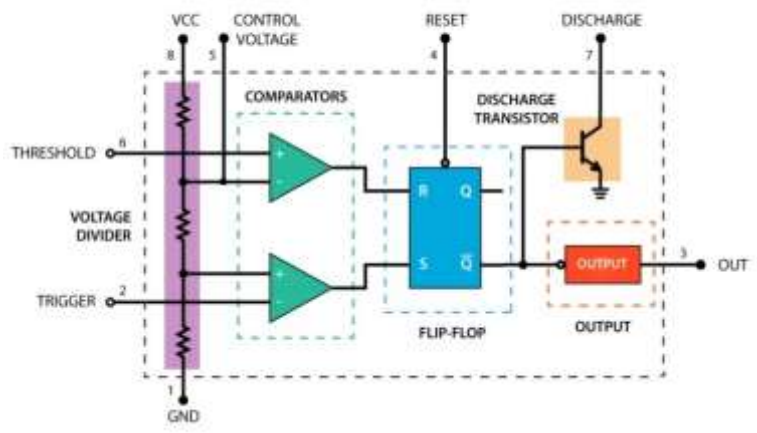 VCC
CONTROL
VOLTAGE
RESET
DISCHARGE
8
5
4
7
COMPARATORS
DISCHARGE
TRANSISTOR
THRESHOLD
6
+
-
R
Q
VOLTAGE
DIVIDER
+
-
S
Q̅
OUTPUT
3
OUT
TRIGGER
2
FLIP-FLOP
OUTPUT
1
GND